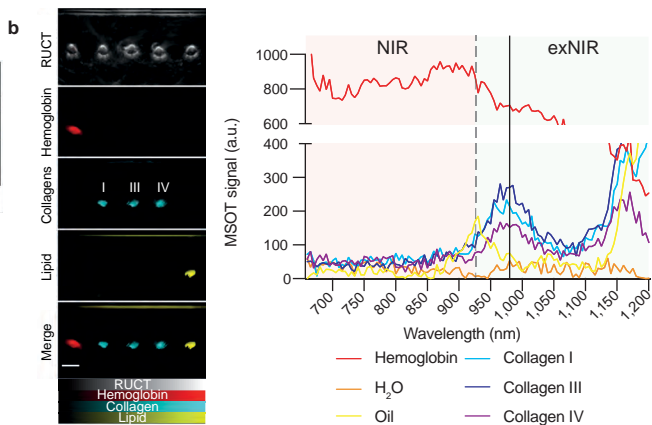 b
RUCT
Hemoglobin
Collagens
I III IV
Lipid
Merge
RUCT
Hemoglobin
Collagen
Lipid
NIR
exNIR
MSOT signal (a.u.)
1000
800
600
400
300
200
100
0
700 750 800 850 900 950 1,000 1,050 1,100 1,150 1,200
Wavelength (nm)
Hemoglobin
H₂O
Oil
Collagen I
Collagen III
Collagen IV